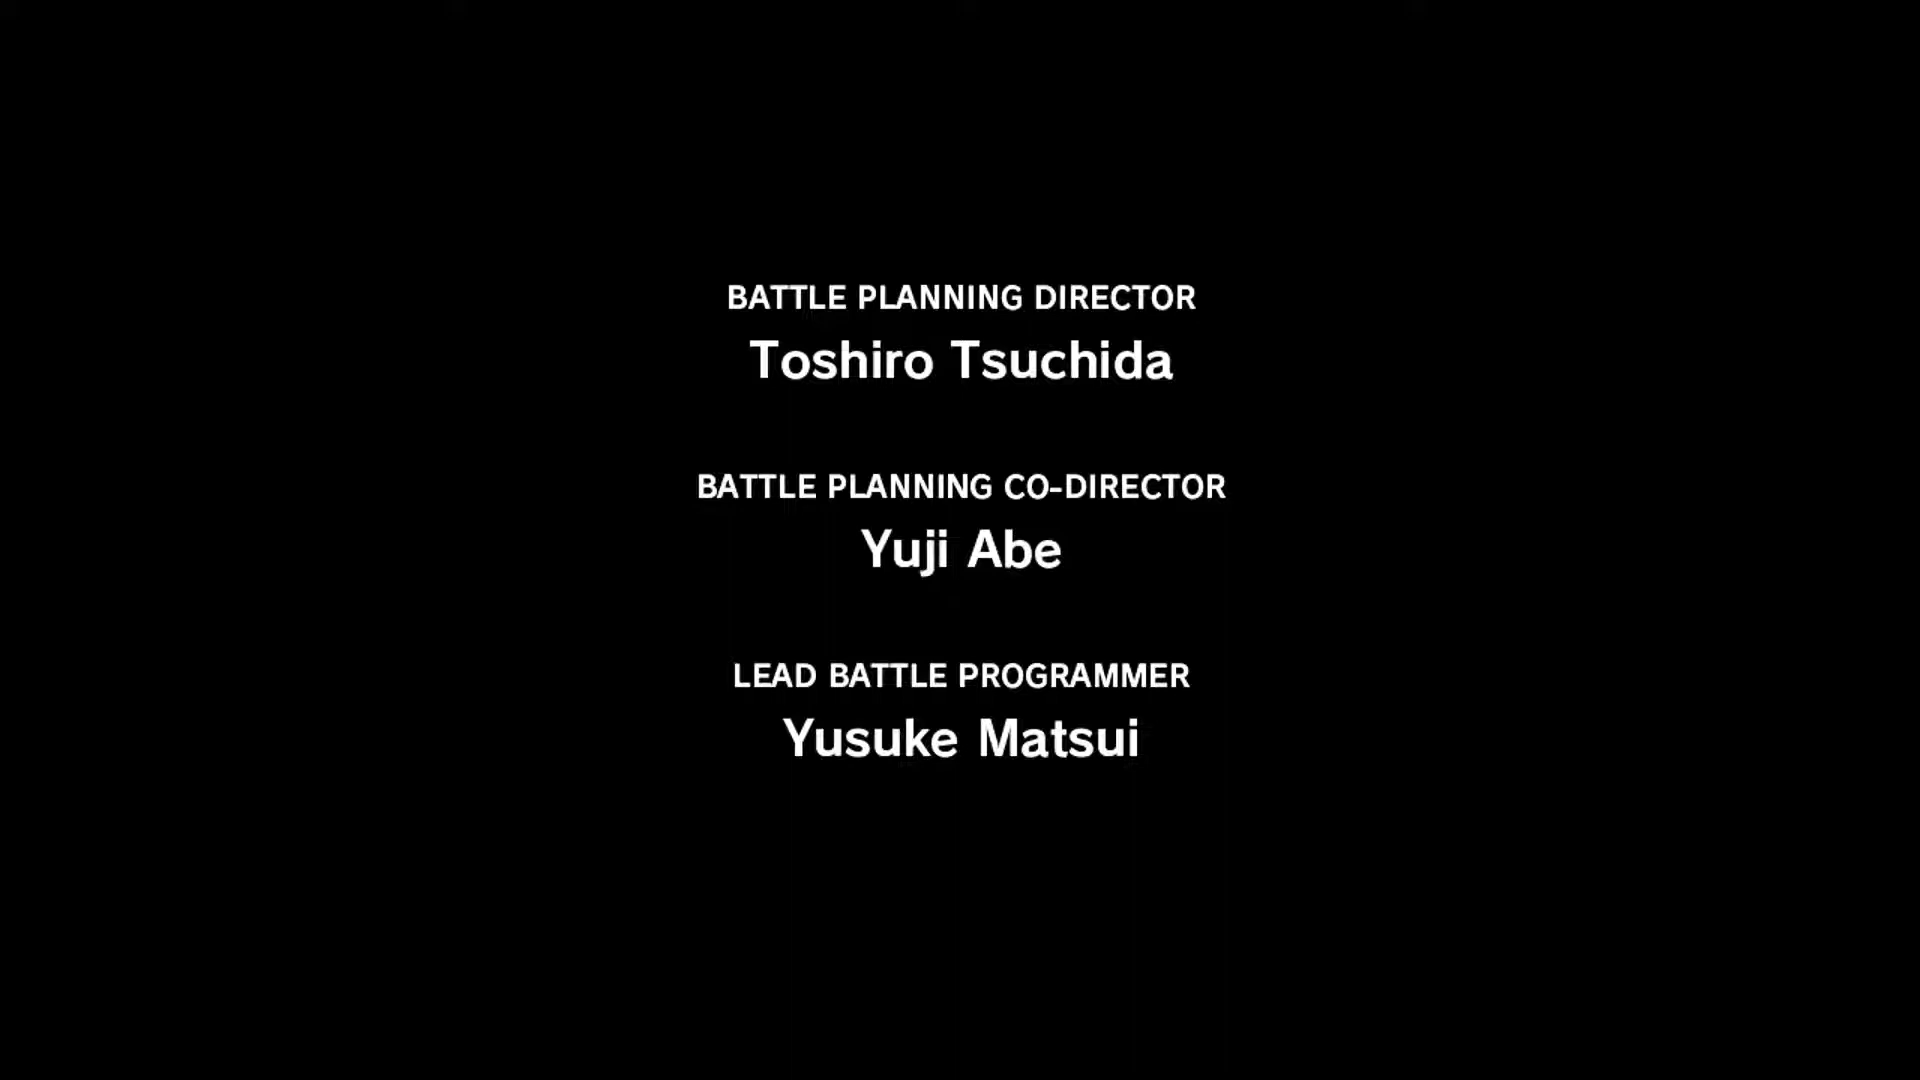 BATTLE PLANNING DIRECTOR
Toshiro Tsuchida
BATTLE PLANNING CO-DIRECTOR
Yuji Abe
LEAD BATTLE PROGRAMMER
Yusuke Matsui